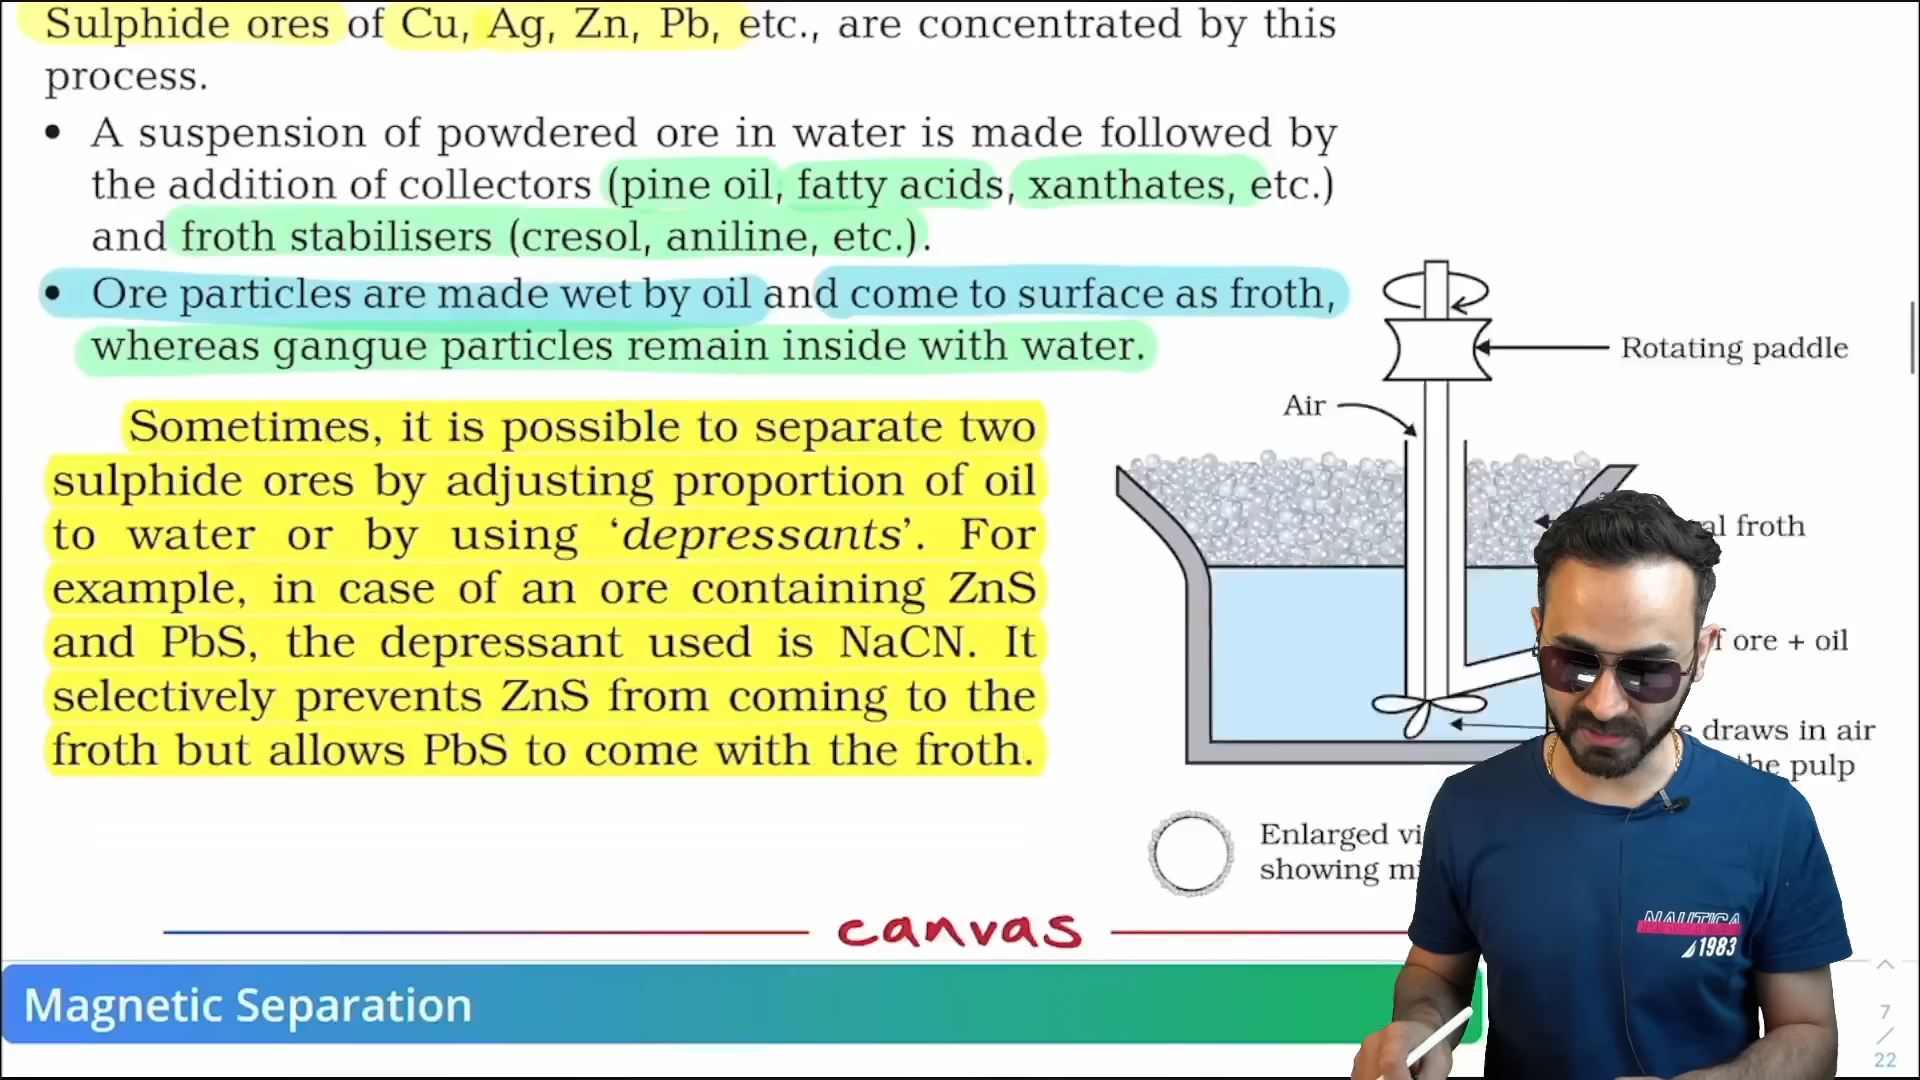 Sulphide ores of Cu, Ag, Zn, Pb, etc., are concentrated by this
process.
• A suspension of powdered ore in water is made followed by
the addition of collectors (pine oil, fatty acids, xanthates, etc.)
and froth stabilisers (cresol, aniline, etc.).
• Ore particles are made wet by oil and come to surface as froth,
whereas gangue particles remain inside with water.
Sometimes, it is possible to separate two
sulphide ores by adjusting proportion of oil
to water or by using ‘depressants’. For
example, in case of an ore containing ZnS
and PbS, the depressant used is NaCN. It
selectively prevents ZnS from coming to the
froth but allows PbS to come with the froth.
Rotating paddle
Air
froth
ore + oil
draws in air
the pulp
Enlarged
showing
canvas
Magnetic Separation
NAUTICA
1983
7
/
22